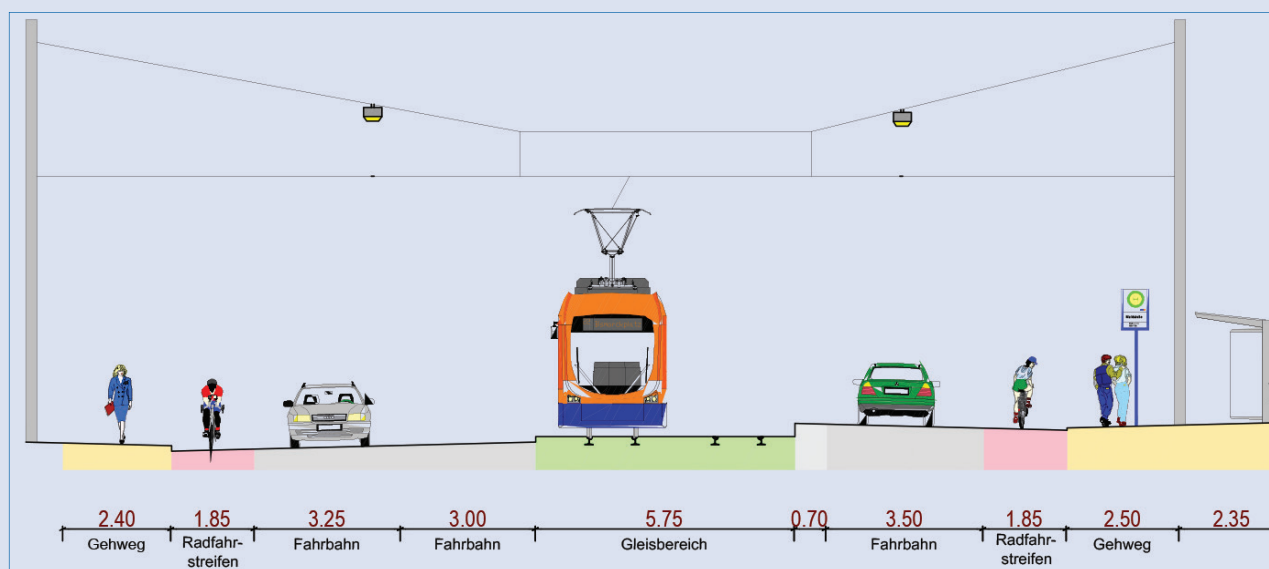 2.40 1.85 3.25 3.00 5.75 0.70 3.50 1.85 2.50 2.35
Gehweg Radfahr- Fahrbahn Fahrbahn Gleisbereich Fahrbahn Radfahr- Gehweg
streifen streifen